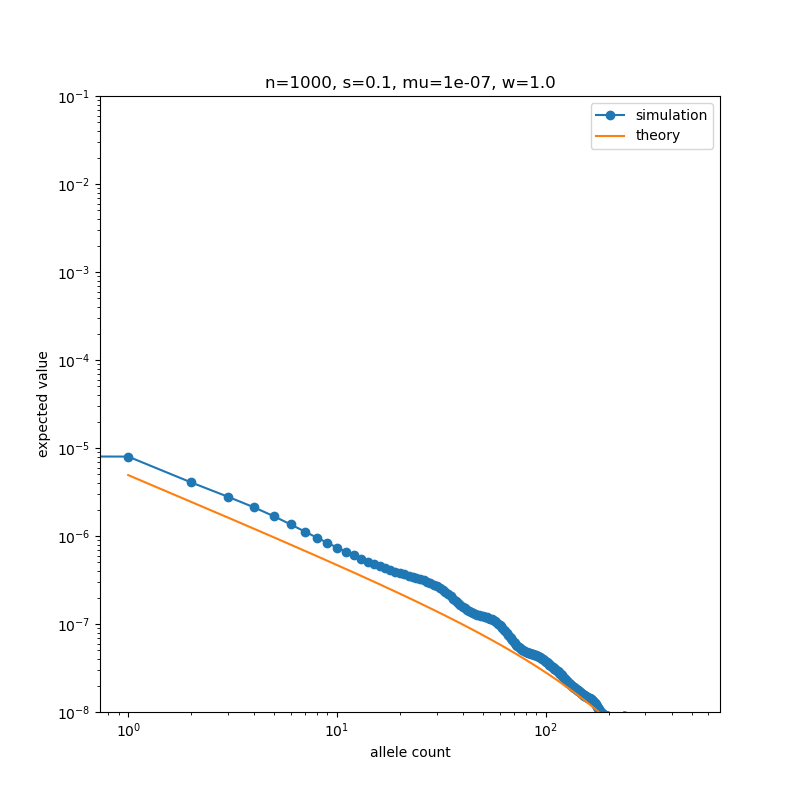 n=1000, s=0.1, mu=1e-07, w=1.0
simulation
theory
10⁻¹
10⁻²
10⁻³
10⁻⁴
10⁻⁵
10⁻⁶
10⁻⁷
10⁻⁸
expected value
10⁰ 10¹ 10²
allele count